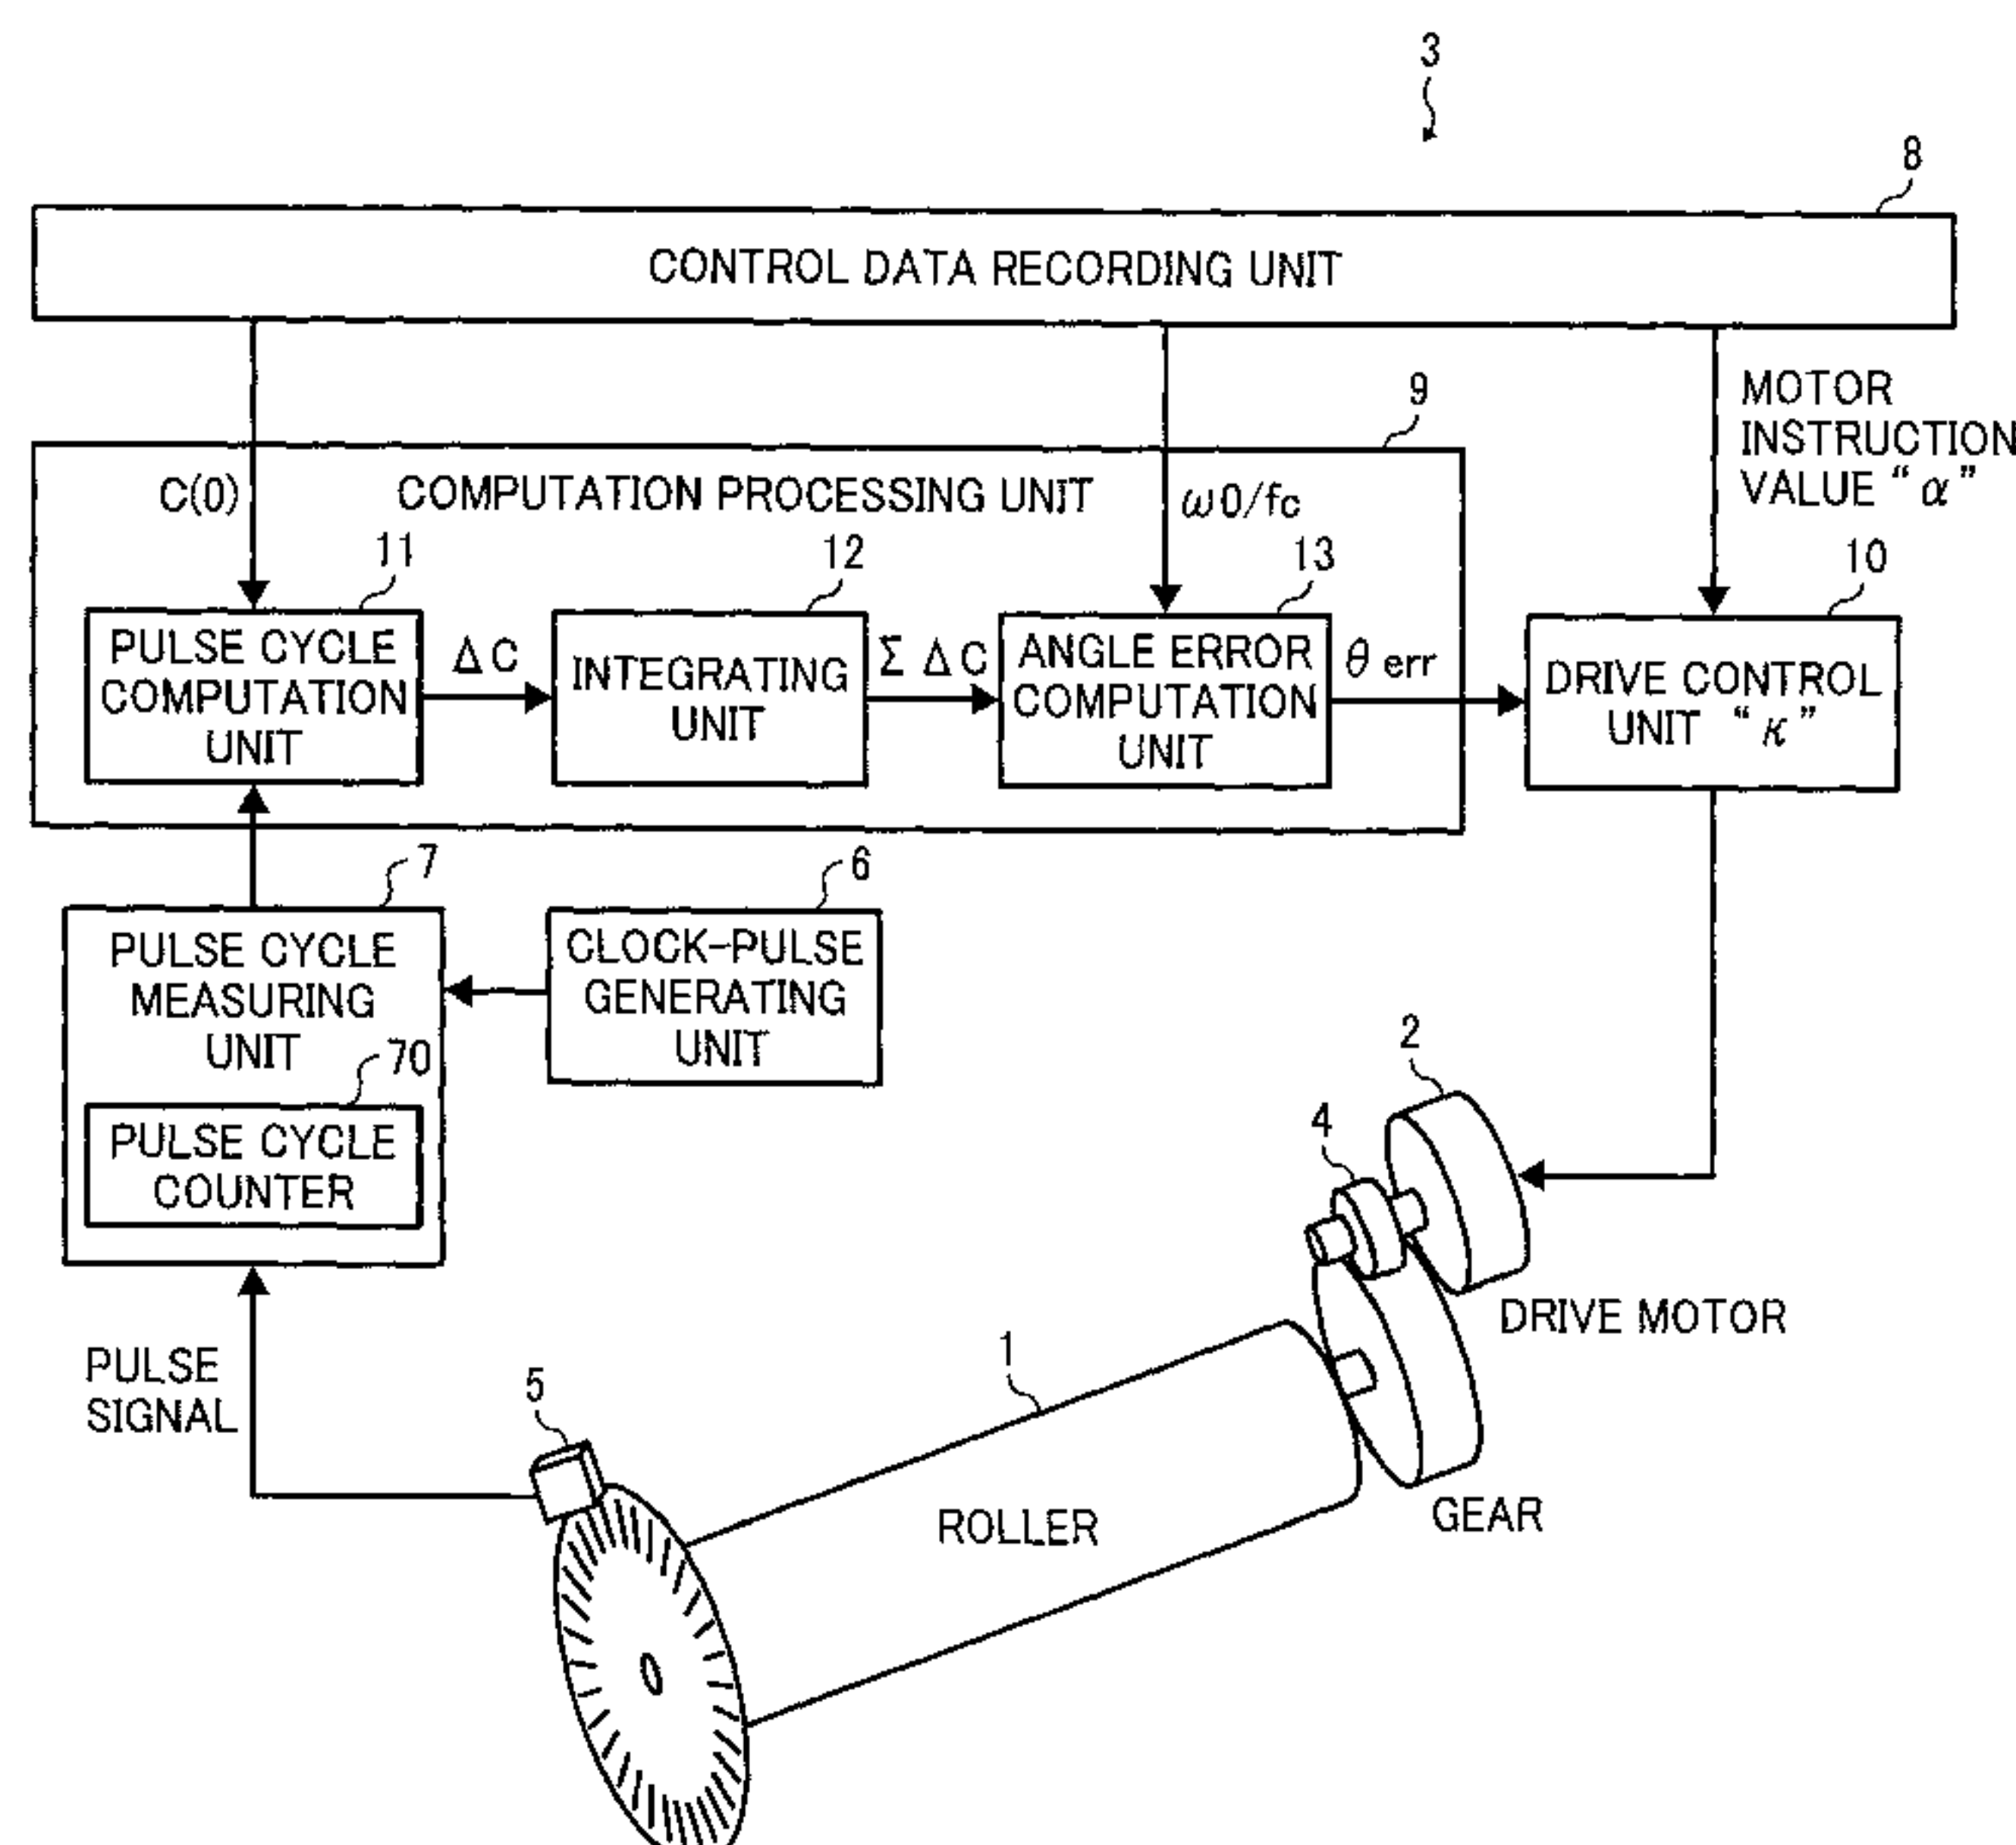 3
8
CONTROL DATA RECORDING UNIT
9
MOTOR
INSTRUCTION
VALUE “α”
C(0)
COMPUTATION PROCESSING UNIT
ω0/fc
11
12
13
10
PULSE CYCLE
COMPUTATION
UNIT
ΔC
INTEGRATING
UNIT
Σ ΔC
ANGLE ERROR
COMPUTATION
UNIT
θ err
DRIVE CONTROL
UNIT “κ”
7
6
PULSE CYCLE
MEASURING
UNIT
CLOCK-PULSE
GENERATING
UNIT
70
PULSE CYCLE
COUNTER
2
4
DRIVE MOTOR
PULSE
SIGNAL
5
1
ROLLER
GEAR